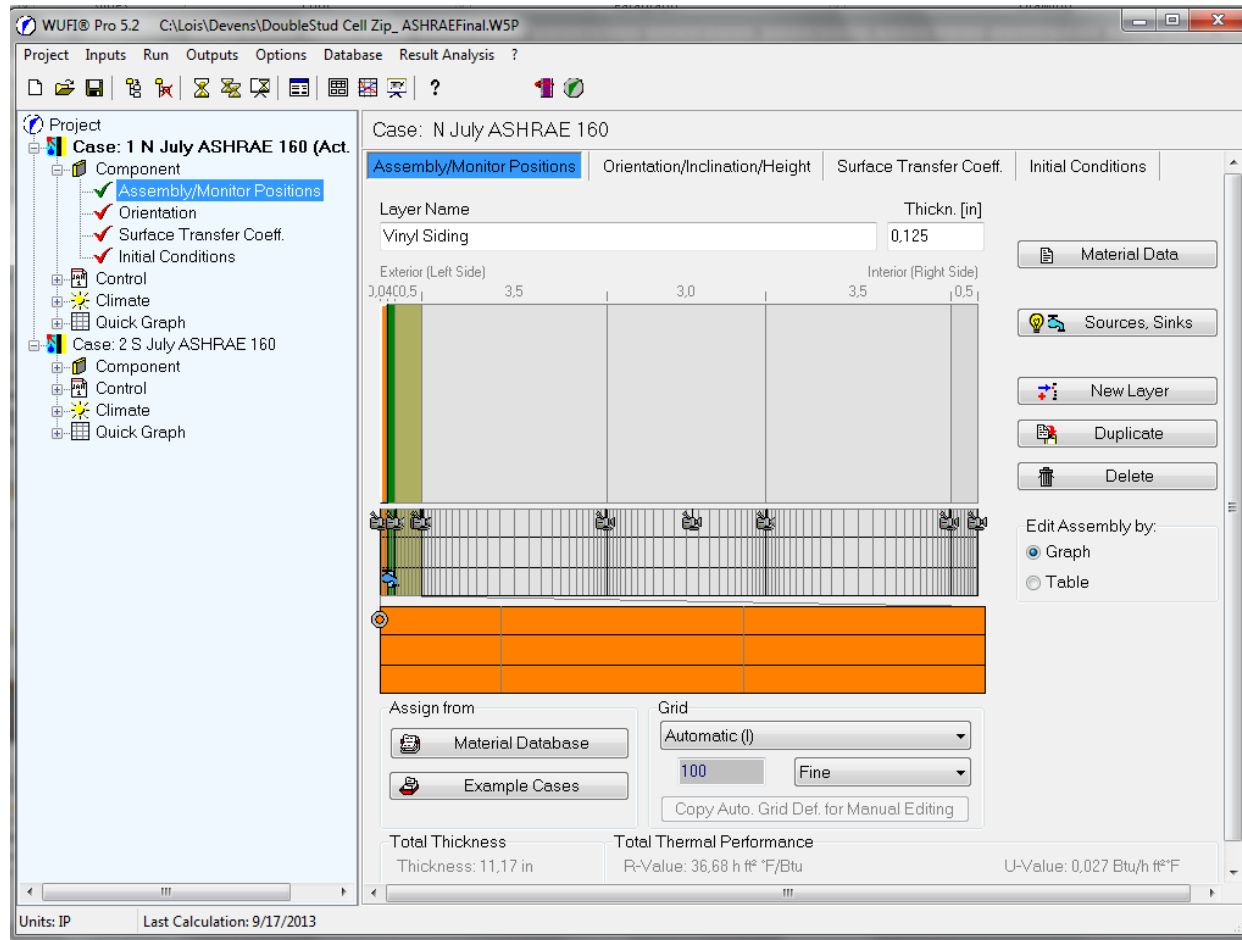 WUFI® Pro 5.2 C:\Lois\Devens\DoubleStud Cell Zip_ ASHRAEFinal.W5P
Project Inputs Run Outputs Options Database Result Analysis ?
Project
Case: 1 N July ASHRAE 160 (Act.
Component
Assembly/Monitor Positions
Orientation
Surface Transfer Coeff.
Initial Conditions
Control
Climate
Quick Graph
Case: 2 S July ASHRAE 160
Component
Control
Climate
Quick Graph
Case: N July ASHRAE 160
Assembly/Monitor Positions Orientation/Inclination/Height Surface Transfer Coeff. Initial Conditions
Layer Name Thickn. [in]
Vinyl Siding 0,125
Exterior (Left Side) Interior (Right Side)
0,5 3,5 3,0 3,5 0,5
Material Data
Sources, Sinks
New Layer
Duplicate
Delete
Edit Assembly by:
Graph
Table
Assign from
Material Database
Example Cases
Grid
Automatic (I)
100 Fine
Copy Auto. Grid Def. for Manual Editing
Total Thickness Total Thermal Performance
Thickness: 11,17 in R-Value: 36,68 h ft² °F/Btu U-Value: 0,027 Btu/h ft²°F
Units: IP Last Calculation: 9/17/2013